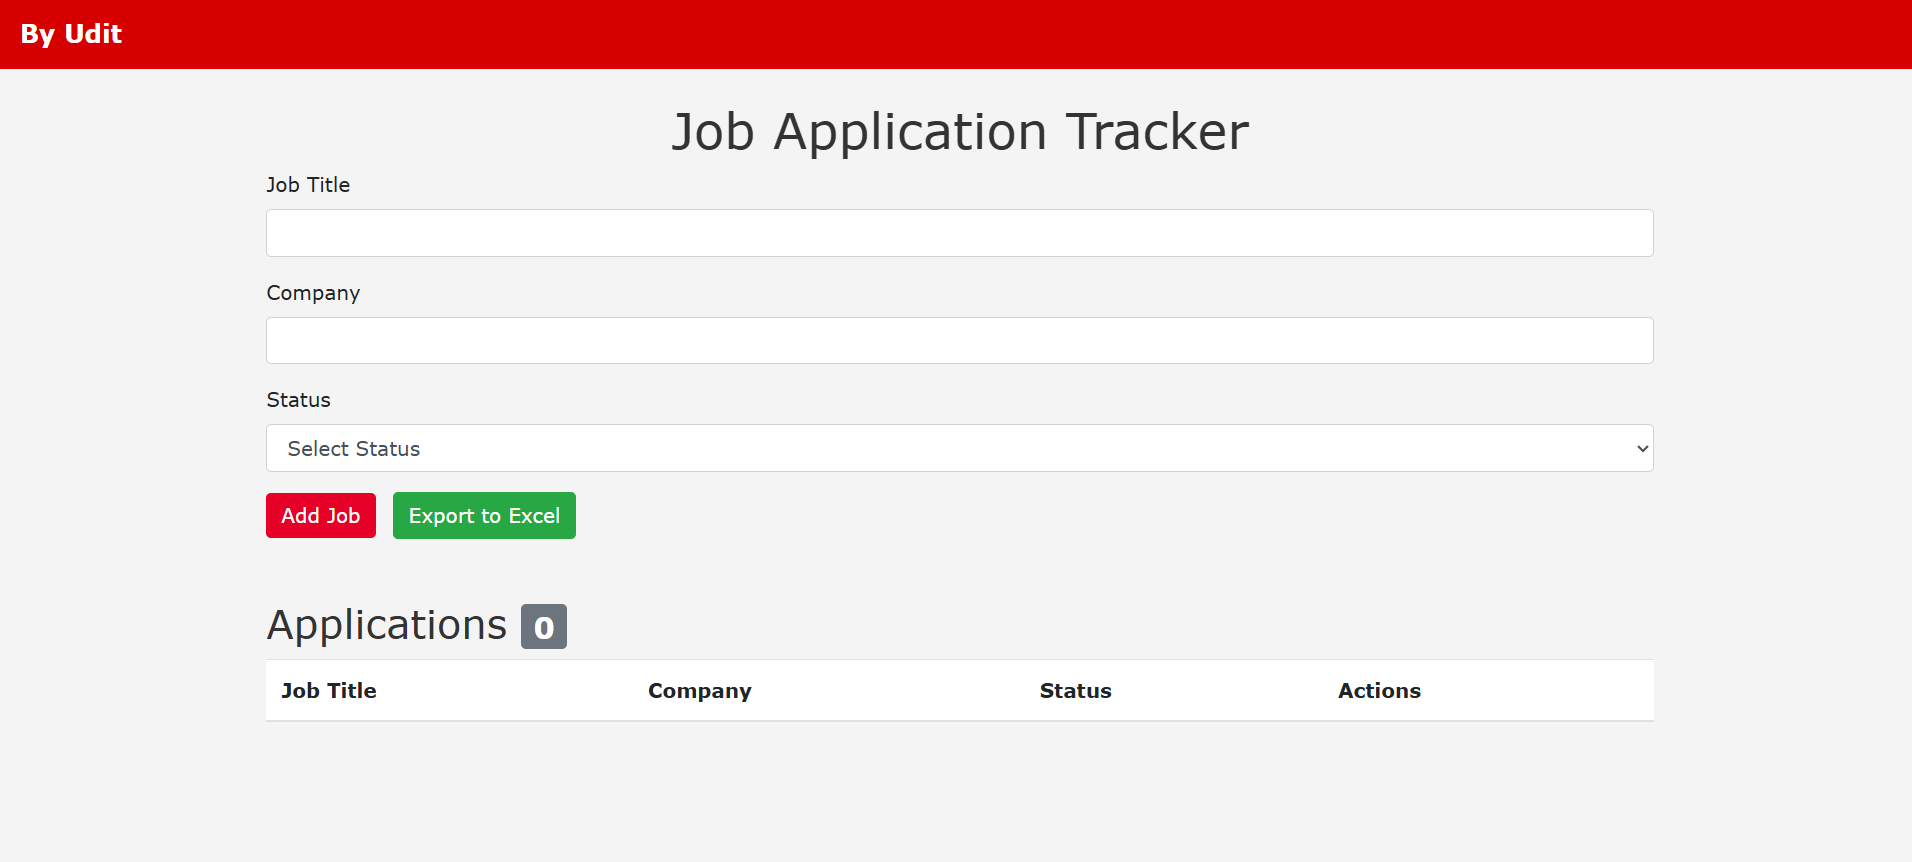 By Udit
Job Application Tracker
Job Title
Company
Status
Select Status
Add Job Export to Excel
Applications 0
Job Title Company Status Actions